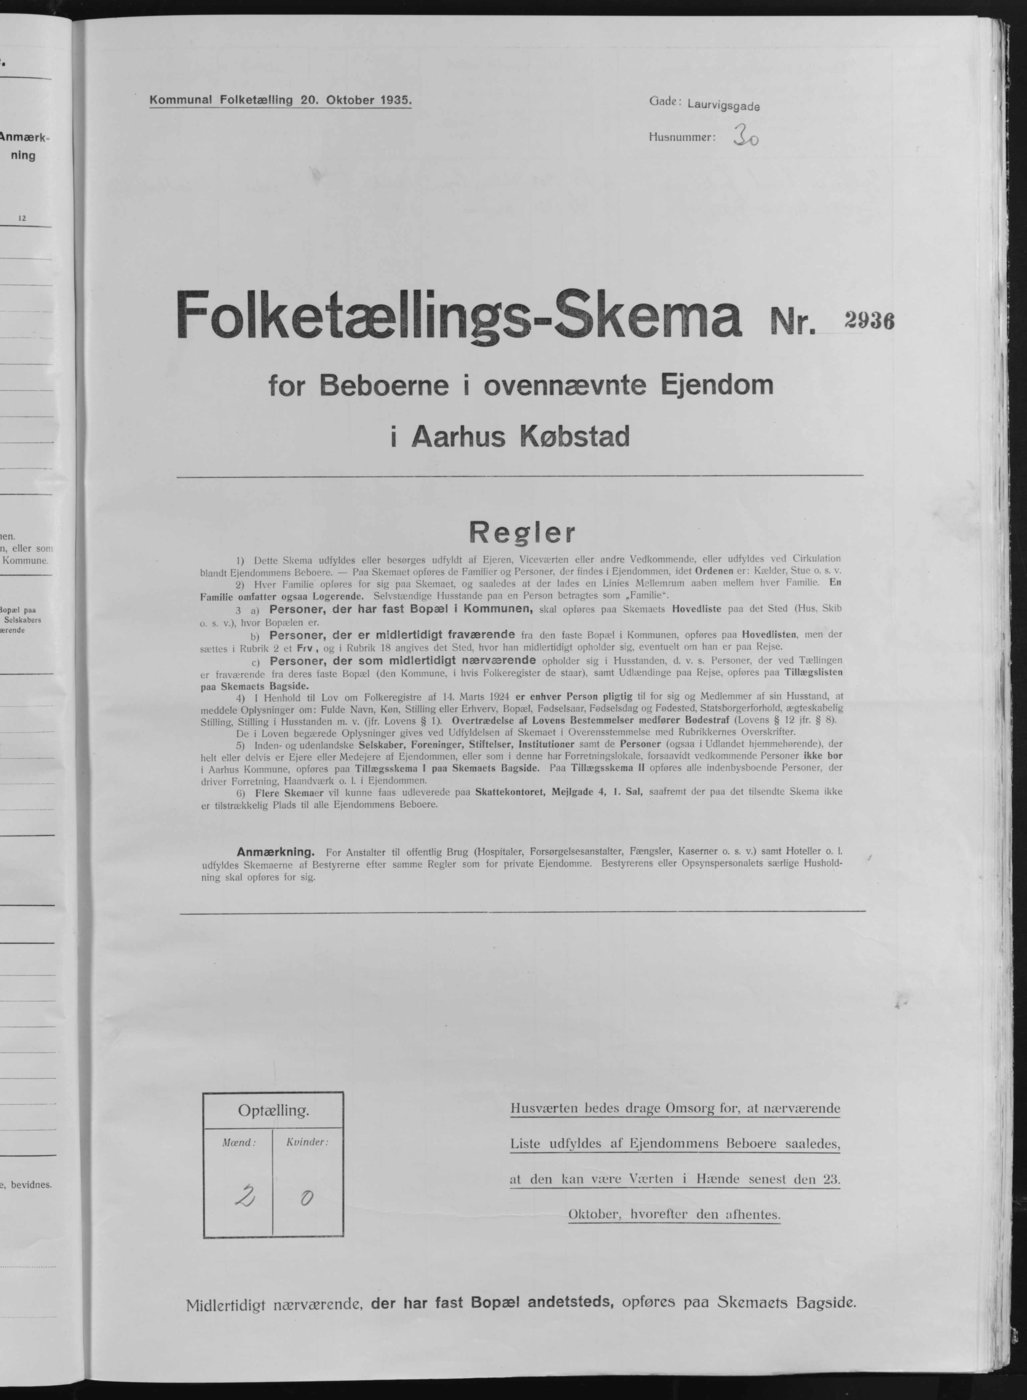 Anmærk-
ning
12
n, eller som
Kommune.
Bopæl paa
Selskabers
ærende
e, bevidnes.
Kommunal Folketælling 20. Oktober 1935.
Gade: Laurvigsgade
Husnummer: 30
Folketællings-Skema Nr. 2936
for Beboerne i ovennævnte Ejendom
i Aarhus Købstad
Regler
1) Dette Skema udfyldes eller besørges udfyldt af Ejeren, Viceværten eller andre Vedkommende, eller udfyldes ved Cirkulation
blandt Ejendommens Beboere. — Paa Skemaet opføres de Familier og Personer, der findes i Ejendommen, idet Ordenen er: Kælder, Stue o. s. v.
2) Hver Familie opføres for sig paa Skemaet, og saaledes at der lades en Linies Mellemrum aaben mellem hver Familie. En
Familie omfatter ogsaa Logerende. Selvstændige Husstande paa en Person betragtes som „Familie“.
3 a) Personer, der har fast Bopæl i Kommunen, skal opføres paa Skemaets Hovedliste paa det Sted (Hus, Skib
o. s. v.), hvor Bopælen er.
b) Personer, der er midlertidigt fraværende fra den faste Bopæl i Kommunen, opføres paa Hovedlisten, men der
sættes i Rubrik 2 et Frv., og i Rubrik 18 angives det Sted, hvor han midlertidigt opholder sig, eventuelt om han er paa Rejse.
c) Personer, der som midlertidigt nærværende opholder sig i Husstanden, d. v. s. Personer, der ved Tællingen
er fraværende fra deres faste Bopæl (den Kommune, i hvis Folkeregister de staar), samt Udlændinge paa Rejse, opføres paa Tillægslisten
paa Skemaets Bagside.
4) I Henhold til Lov om Folkeregistre af 14. Marts 1924 er enhver Person pligtig til for sig og Medlemmer af sin Husstand, at
meddele Oplysninger om: Fulde Navn, Køn, Stilling eller Erhverv, Bopæl, Fødselsaar, Fødselsdag og Fødested, Statsborgerforhold, ægteskabelig
Stilling, Stilling i Husstanden m. v. (jfr. Lovens § 1). Overtrædelse af Lovens Bestemmelser medfører Bødestraf (Lovens § 12 jfr. § 8).
De i Loven begærede Oplysninger gives ved Udfyldelsen af Skemaet i Overensstemmelse med Rubrikkernes Overskrifter.
5) Inden- og udenlandske Selskaber, Foreninger, Stiftelser, Institutioner samt de Personer (ogsaa i Udlandet hjemmehørende), der
helt eller delvis er Ejere eller Medejere af Ejendommen, eller som i denne har Forretningslokale, forsaavidt vedkommende Personer ikke bor
i Aarhus Kommune, opføres paa Tillægsskema I paa Skemaets Bagside. Paa Tillægsskema II opføres alle indenbysboende Personer, der
driver Forretning, Haandværk o. l. i Ejendommen.
6) Flere Skemaer vil kunne faas udleverede paa Skattekontoret, Mejlgade 4, 1. Sal, saafremt der paa det tilsendte Skema ikke
er tilstrækkelig Plads til alle Ejendommens Beboere.
Anmærkning. For Anstalter til offentlig Brug (Hospitaler, Forsørgelsesanstalter, Fængsler, Kaserner o. s. v.) samt Hoteller o. l.
udfyldes Skemaerne af Bestyrerne efter samme Regler som for private Ejendomme. Bestyrerens eller Opsynspersonalets særlige Hushold-
ning skal opføres for sig.
Optælling.
Mænd: Kvinder:
2 0
Husværten bedes drage Omsorg for, at nærværende
Liste udfyldes af Ejendommens Beboere saaledes,
at den kan være Værten i Hænde senest den 23.
Oktober, hvorefter den afhentes.
Midlertidigt nærværende, der har fast Bopæl andetsteds, opføres paa Skemaets Bagside.